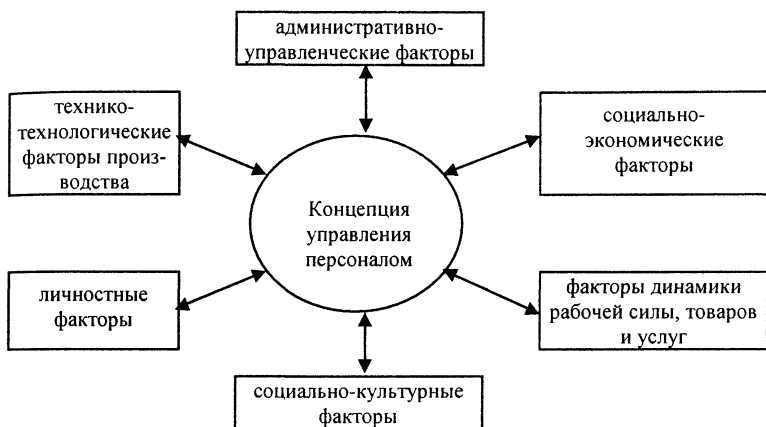 административно-
управленческие факторы
технико-
технологические
факторы произ-
водства
социально-
экономические
факторы
Концепция
управления
персоналом
личностные
факторы
факторы динамики
рабочей силы, товаров
и услуг
социально-культурные
факторы